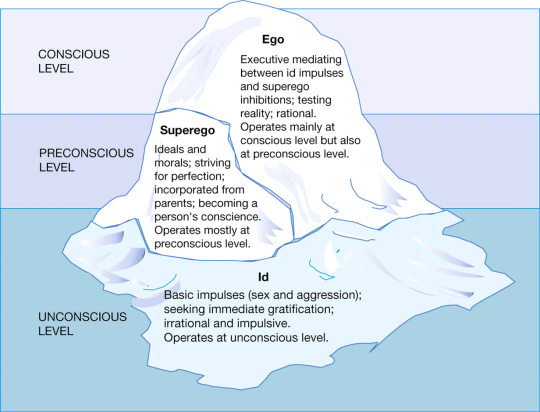 CONSCIOUS
LEVEL
Ego
Executive mediating
between id impulses
and superego
inhibitions; testing
reality; rational.
Operates mainly at
conscious level but also
at preconscious level.
PRECONSCIOUS
LEVEL
Superego
Ideals and
morals; striving
for perfection;
incorporated from
parents; becoming a
person's conscience.
Operates mostly at
preconscious level.
UNCONSCIOUS
LEVEL
Id
Basic impulses (sex and aggression);
seeking immediate gratification;
irrational and impulsive.
Operates at unconscious level.